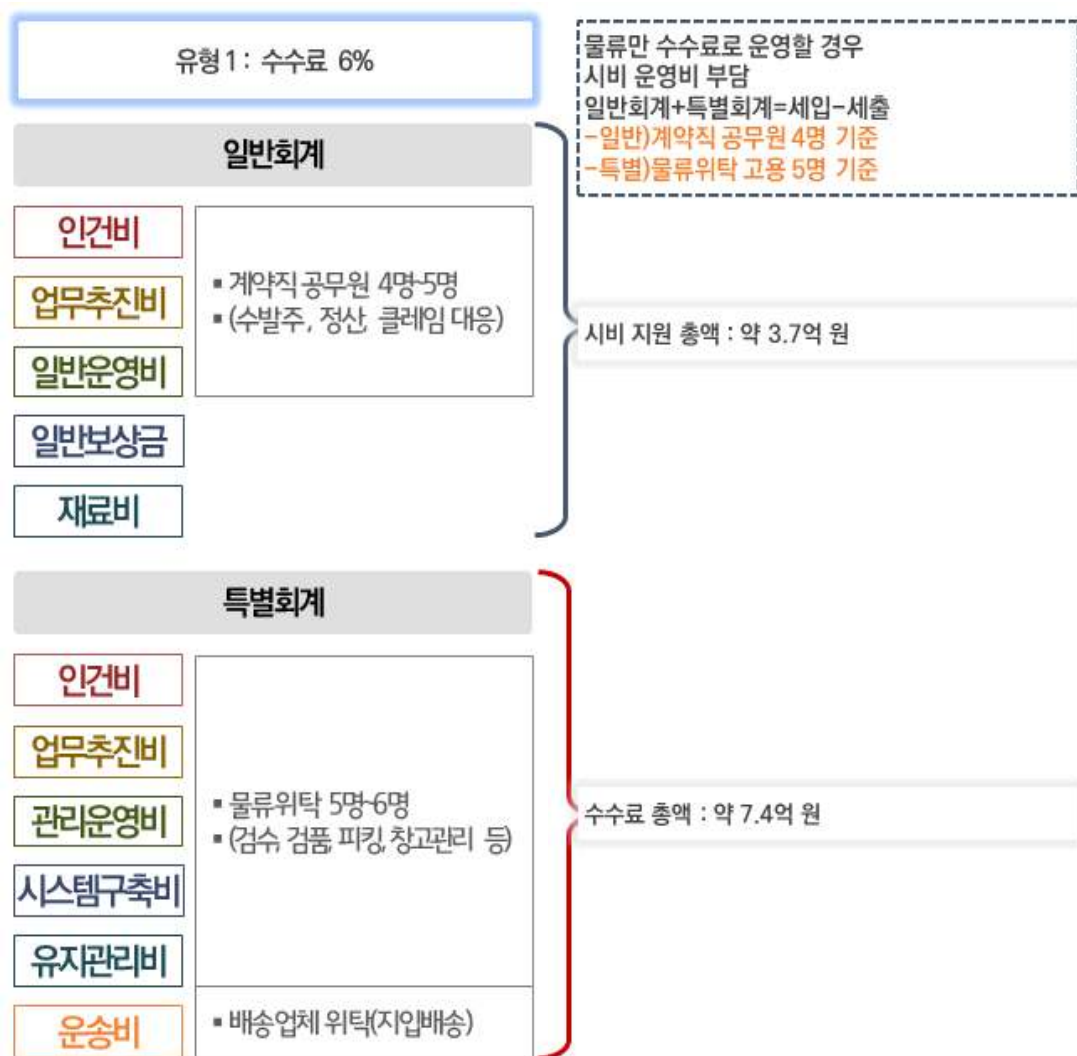 유형1: 수수료 6%
물류만 수수료로 운영할 경우
시비 운영비 부담
일반회계+특별회계=세입-세출
-일반)계약직 공무원 4명 기준
-특별)물류위탁 고용 5명 기준
일반회계
인건비
업무추진비
일반운영비
일반보상금
재료비
▪ 계약직 공무원 4명-5명
▪ (수발주, 정산, 클레임 대응)
시비 지원 총액 : 약 3.7억 원
특별회계
인건비
업무추진비
관리운영비
시스템구축비
유지관리비
운송비
▪ 물류위탁 5명-6명
▪ (검수, 검품, 피킹, 창고관리 등)
▪ 배송업체 위탁(지입배송)
수수료 총액 : 약 7.4억 원